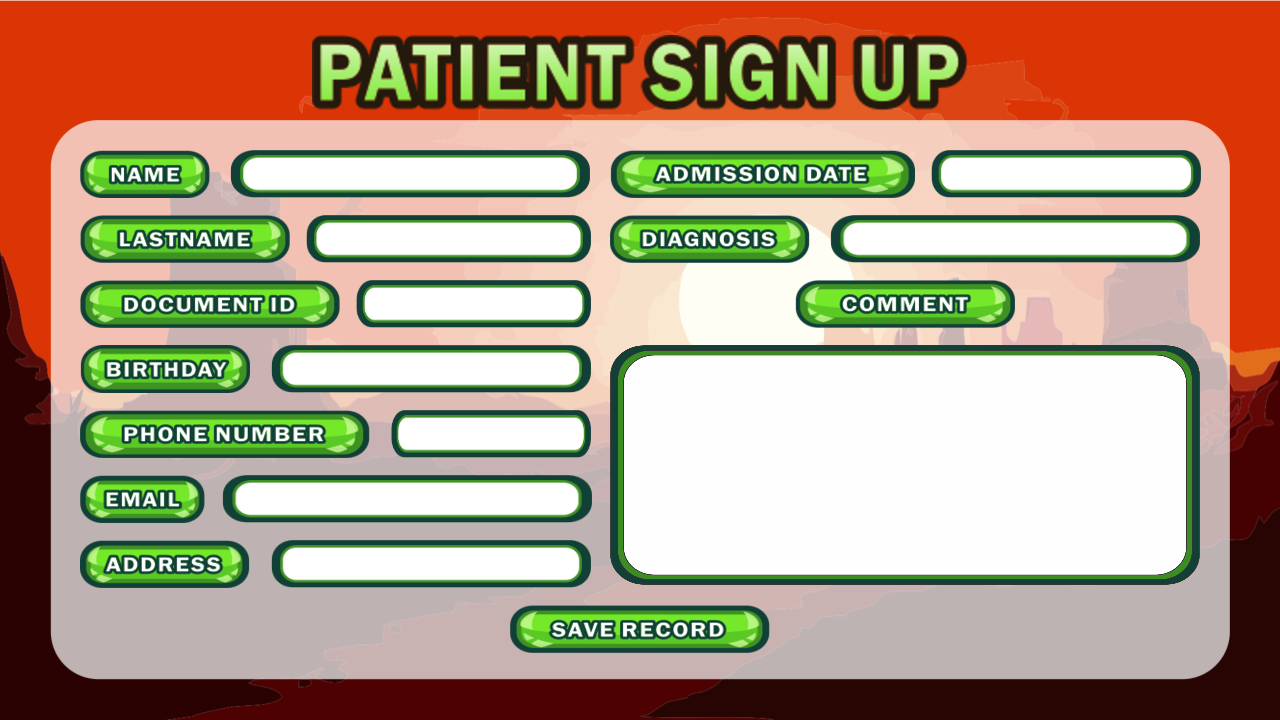 PATIENT SIGN UP
NAME
LASTNAME
DOCUMENT ID
BIRTHDAY
PHONE NUMBER
EMAIL
ADDRESS
ADMISSION DATE
DIAGNOSIS
COMMENT
SAVE RECORD